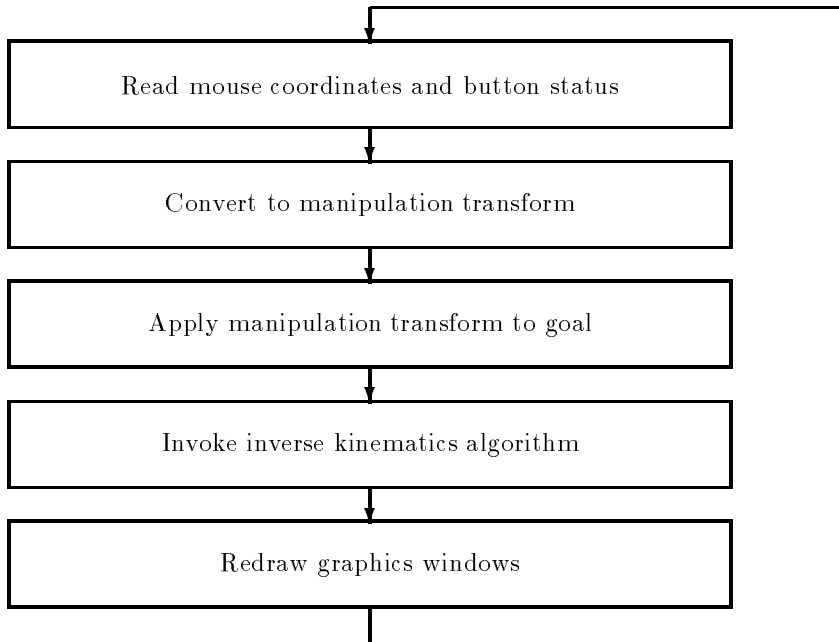 Read mouse coordinates and button status
Convert to manipulation transform
Apply manipulation transform to goal
Invoke inverse kinematics algorithm
Redraw graphics windows